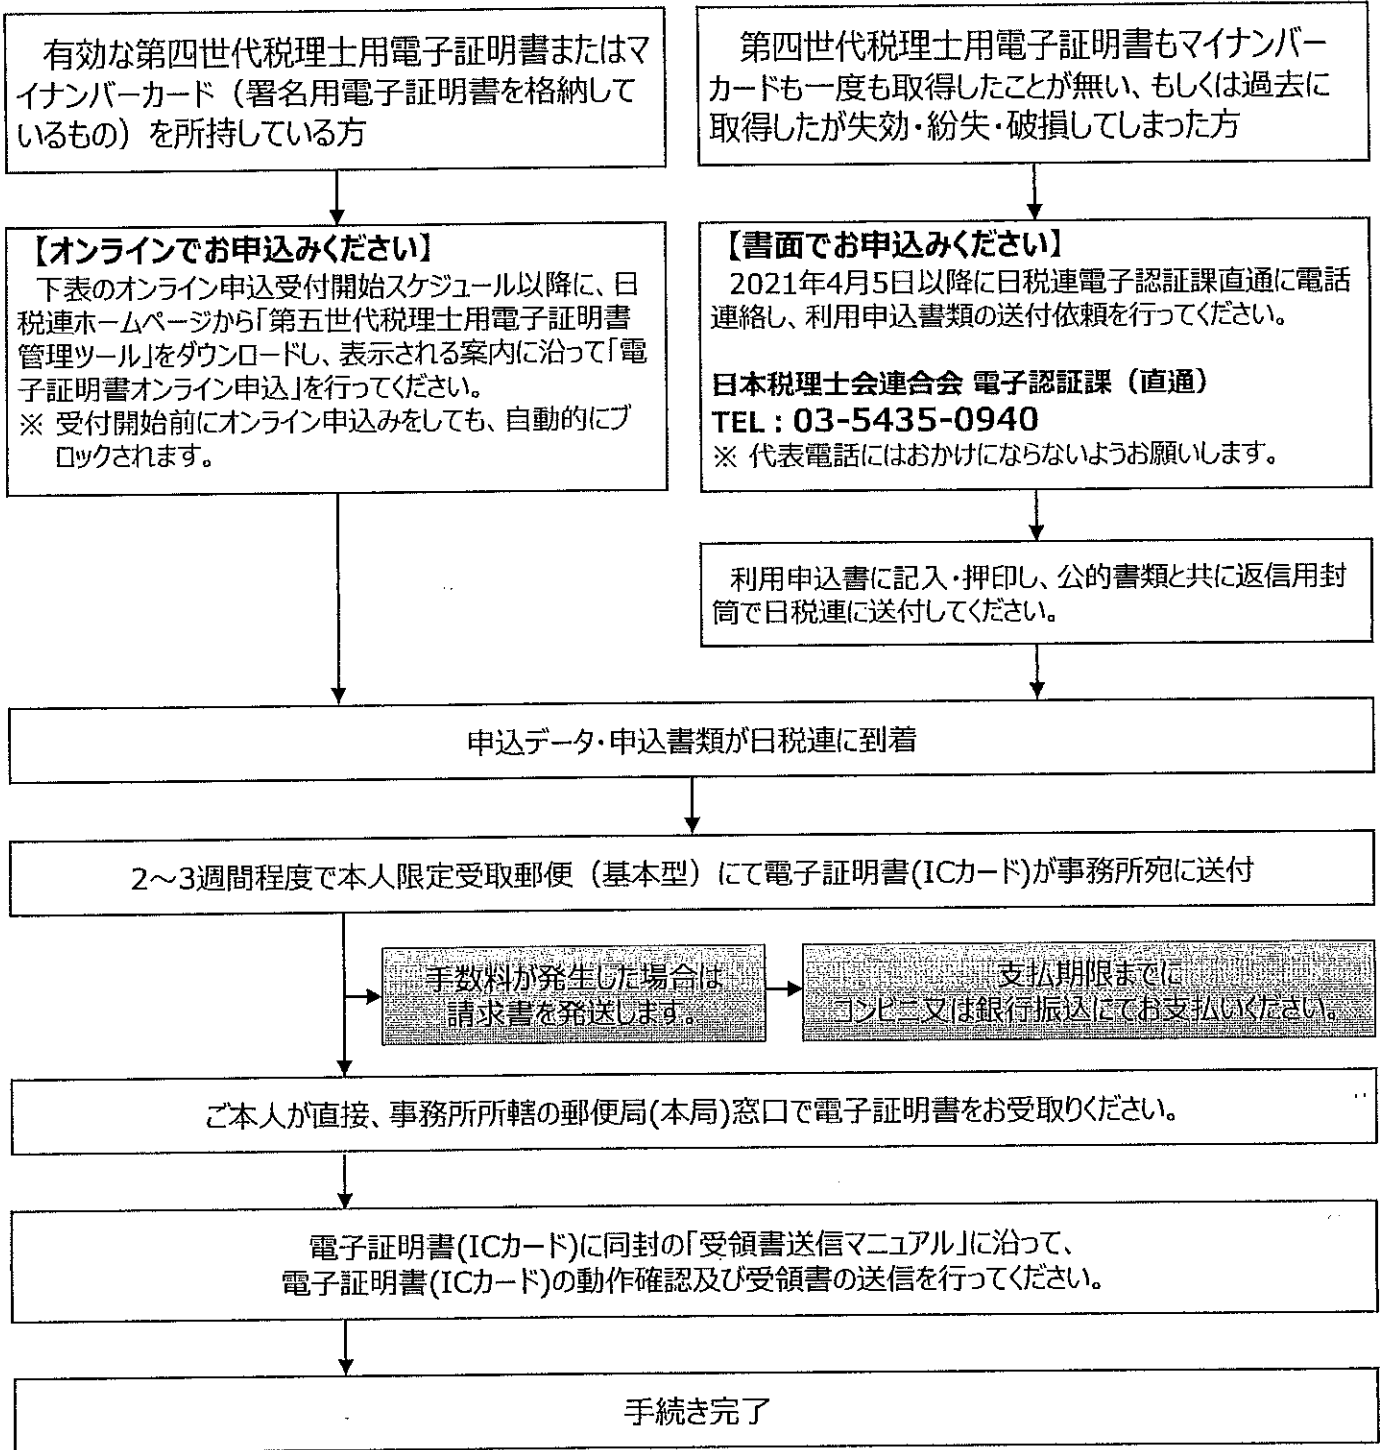 有効な第四世代税理士用電子証明書またはマ
イナンバーカード（署名用電子証明書を格納して
いるもの）を所持している方
第四世代税理士用電子証明書もマイナンバー
カードも一度も取得したことが無い、もしくは過去に
取得したが失効・紛失・破損してしまった方
【オンラインでお申込みください】
下表のオンライン申込受付開始スケジュール以降に、日
税連ホームページから「第五世代税理士用電子証明書
管理ツール」をダウンロードし、表示される案内に沿って「電
子証明書オンライン申込」を行ってください。
※ 受付開始前にオンライン申込みをしても、自動的にブ
ロックされます。
【書面でお申込みください】
2021年4月5日以降に日税連電子認証課直通に電話
連絡し、利用申込書類の送付依頼を行ってください。
日本税理士会連合会 電子認証課（直通）
TEL：03-5435-0940
※ 代表電話にはおかけにならないようお願いします。
利用申込書に記入・押印し、公的書類と共に返信用封
筒で日税連に送付してください。
申込データ・申込書類が日税連に到着
2～3週間程度で本人限定受取郵便（基本型）にて電子証明書(ICカード)が事務所宛に送付
手数料が発生した場合は
請求書を発送します。
支払期限までに
コンビニ又は銀行振込にてお支払いください。
ご本人が直接、事務所所轄の郵便局(本局)窓口で電子証明書をお受取りください。
電子証明書(ICカード)に同封の「受領書送信マニュアル」に沿って、
電子証明書(ICカード)の動作確認及び受領書の送信を行ってください。
手続き完了